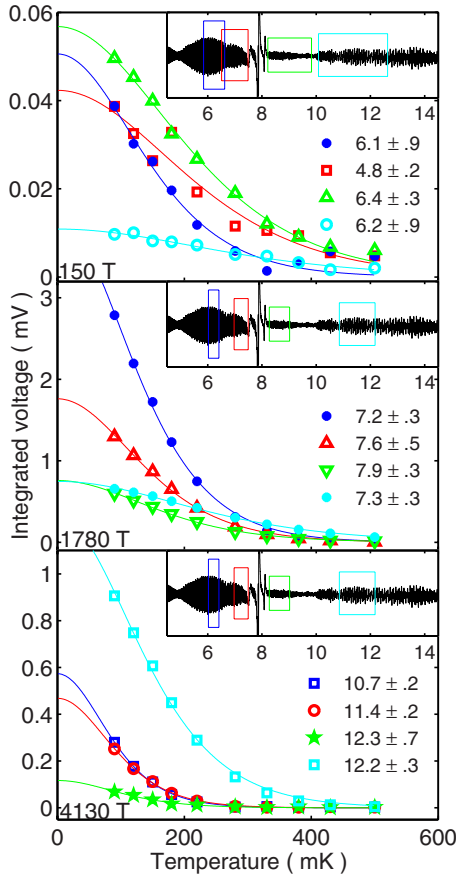 0.06
0.04
0.02
0
6 8 10 12 14
6.1 ± .9
4.8 ± .2
6.4 ± .3
6.2 ± .9
150 T
Integrated voltage ( mV )
3
2
1
0
6 8 10 12 14
7.2 ± .3
7.6 ± .5
7.9 ± .3
7.3 ± .3
1780 T
1
0.8
0.6
0.4
0.2
0
6 8 10 12 14
10.7 ± .2
11.4 ± .2
12.3 ± .7
12.2 ± .3
4130 T
0 200 400 600
Temperature ( mK )